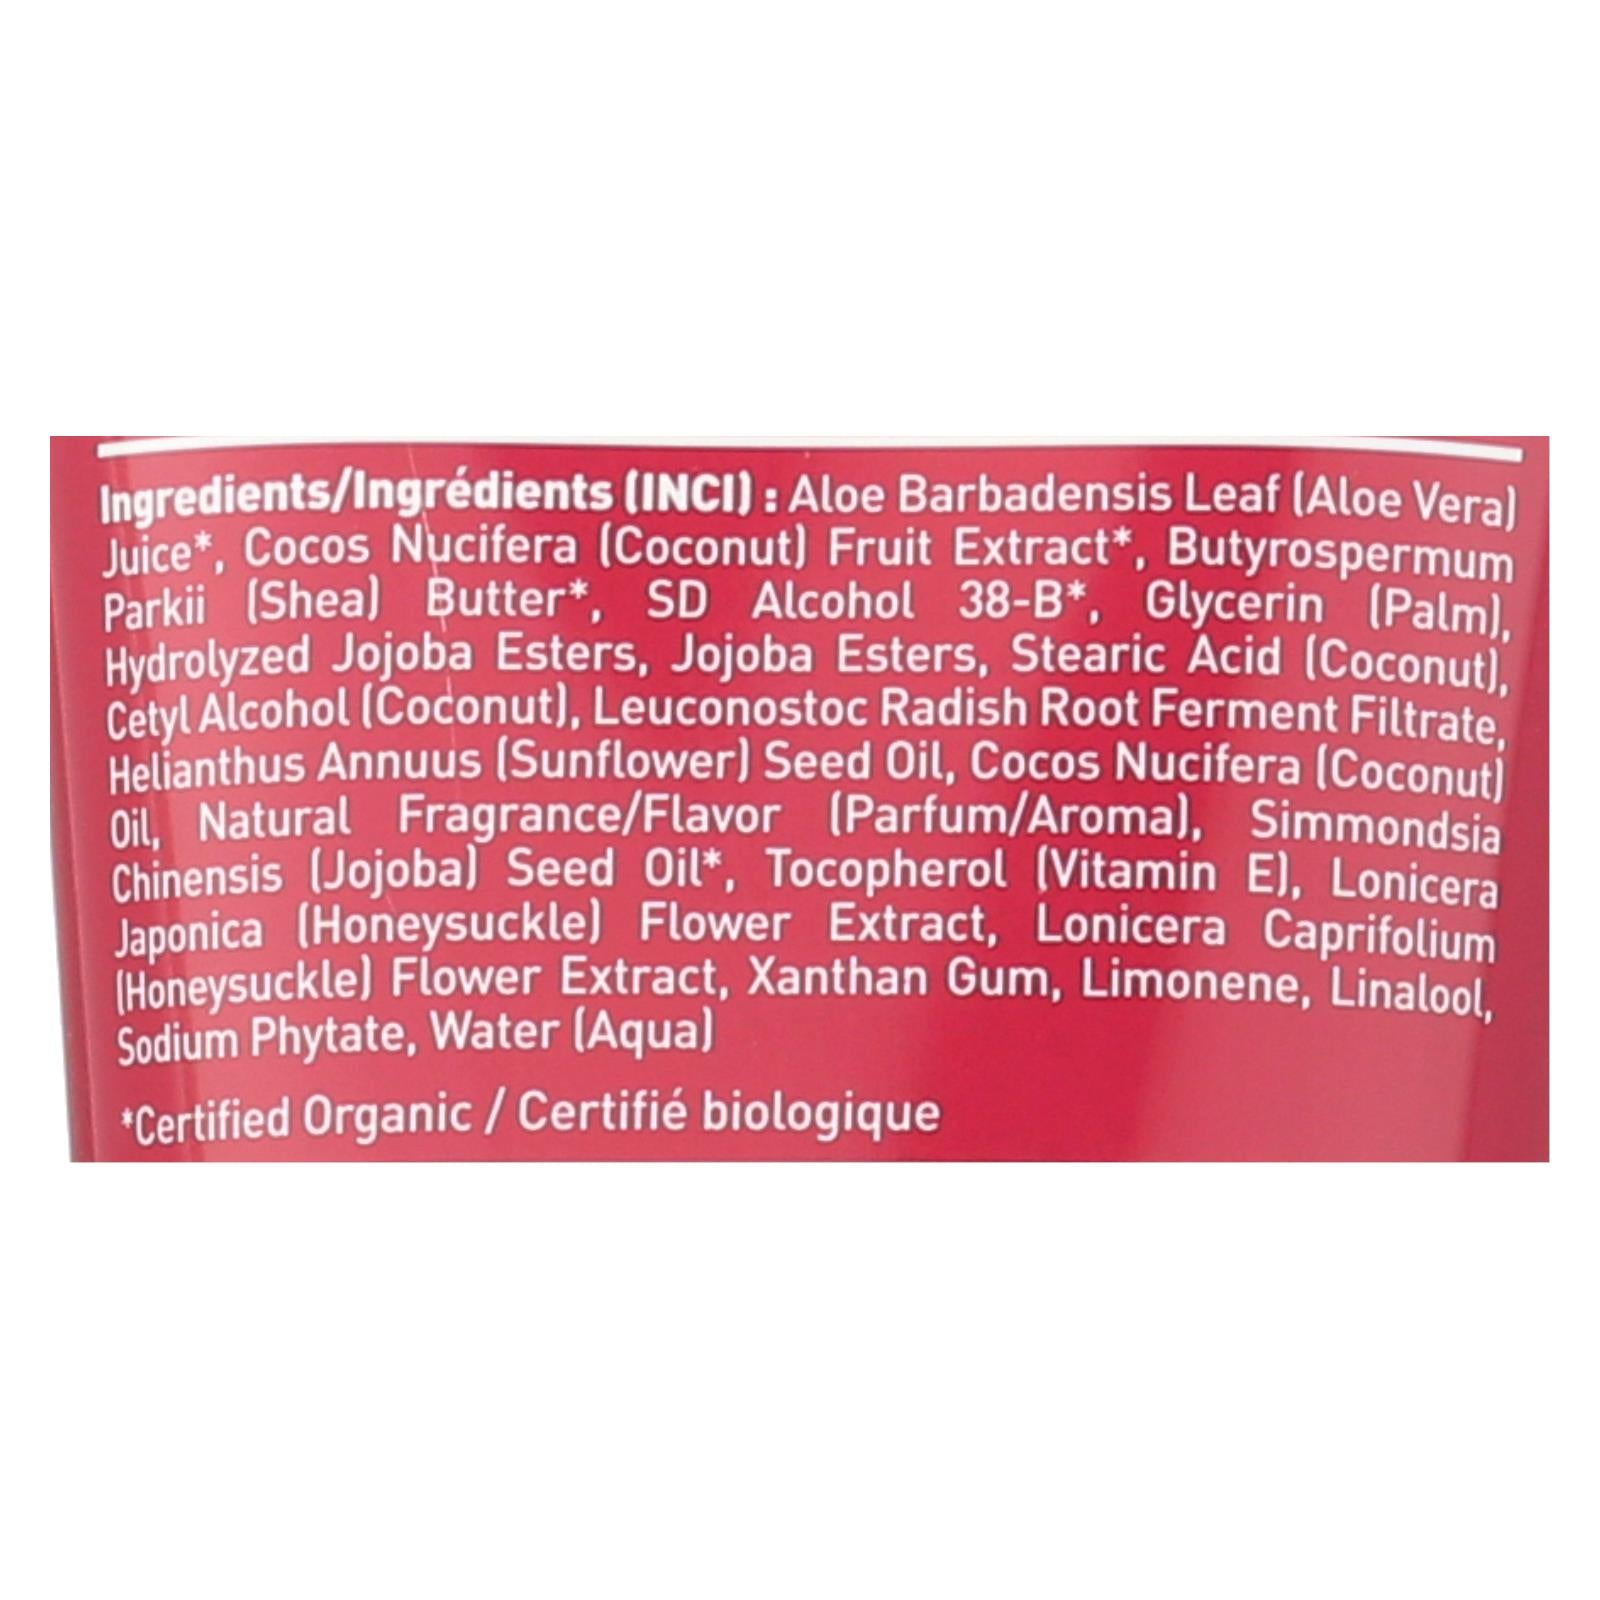 Ingredients/Ingrédients (INCI) : Aloe Barbadensis Leaf (Aloe Vera)
Juice*, Cocos Nucifera (Coconut) Fruit Extract*, Butyrospermum
Parkii (Shea) Butter*, SD Alcohol 38-B*, Glycerin (Palm),
Hydrolyzed Jojoba Esters, Jojoba Esters, Stearic Acid (Coconut),
Cetyl Alcohol (Coconut), Leuconostoc Radish Root Ferment Filtrate,
Helianthus Annuus (Sunflower) Seed Oil, Cocos Nucifera (Coconut)
Oil, Natural Fragrance/Flavor (Parfum/Aroma), Simmondsia
Chinensis (Jojoba) Seed Oil*, Tocopherol (Vitamin E), Lonicera
Japonica (Honeysuckle) Flower Extract, Lonicera Caprifolium
(Honeysuckle) Flower Extract, Xanthan Gum, Limonene, Linalool,
Sodium Phytate, Water (Aqua)
*Certified Organic / Certifié biologique